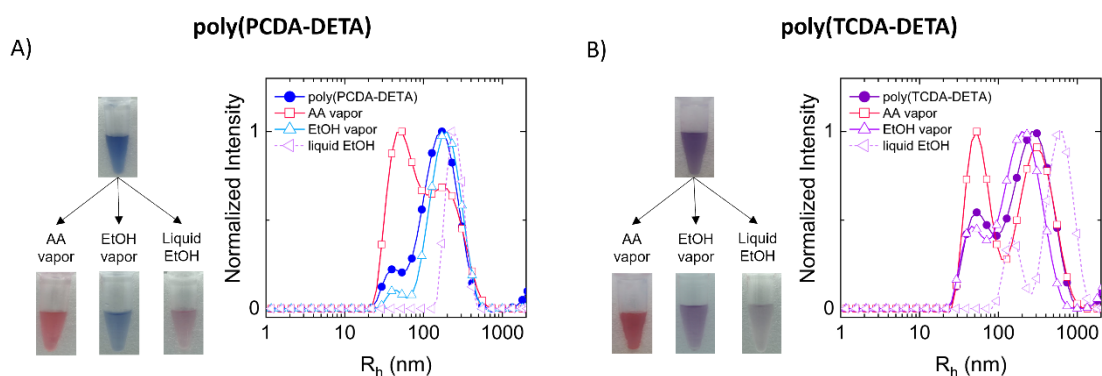 poly(PCDA-DETA)
A)
AA
vapor
EtOH
vapor
Liquid
EtOH
Normalized Intensity
1
0
poly(PCDA-DETA)
AA vapor
EtOH vapor
liquid EtOH
1 10 100 1000
Rh (nm)
poly(TCDA-DETA)
B)
AA
vapor
EtOH
vapor
Liquid
EtOH
Normalized Intensity
1
0
poly(TCDA-DETA)
AA vapor
EtOH vapor
liquid EtOH
1 10 100 1000
Rh (nm)